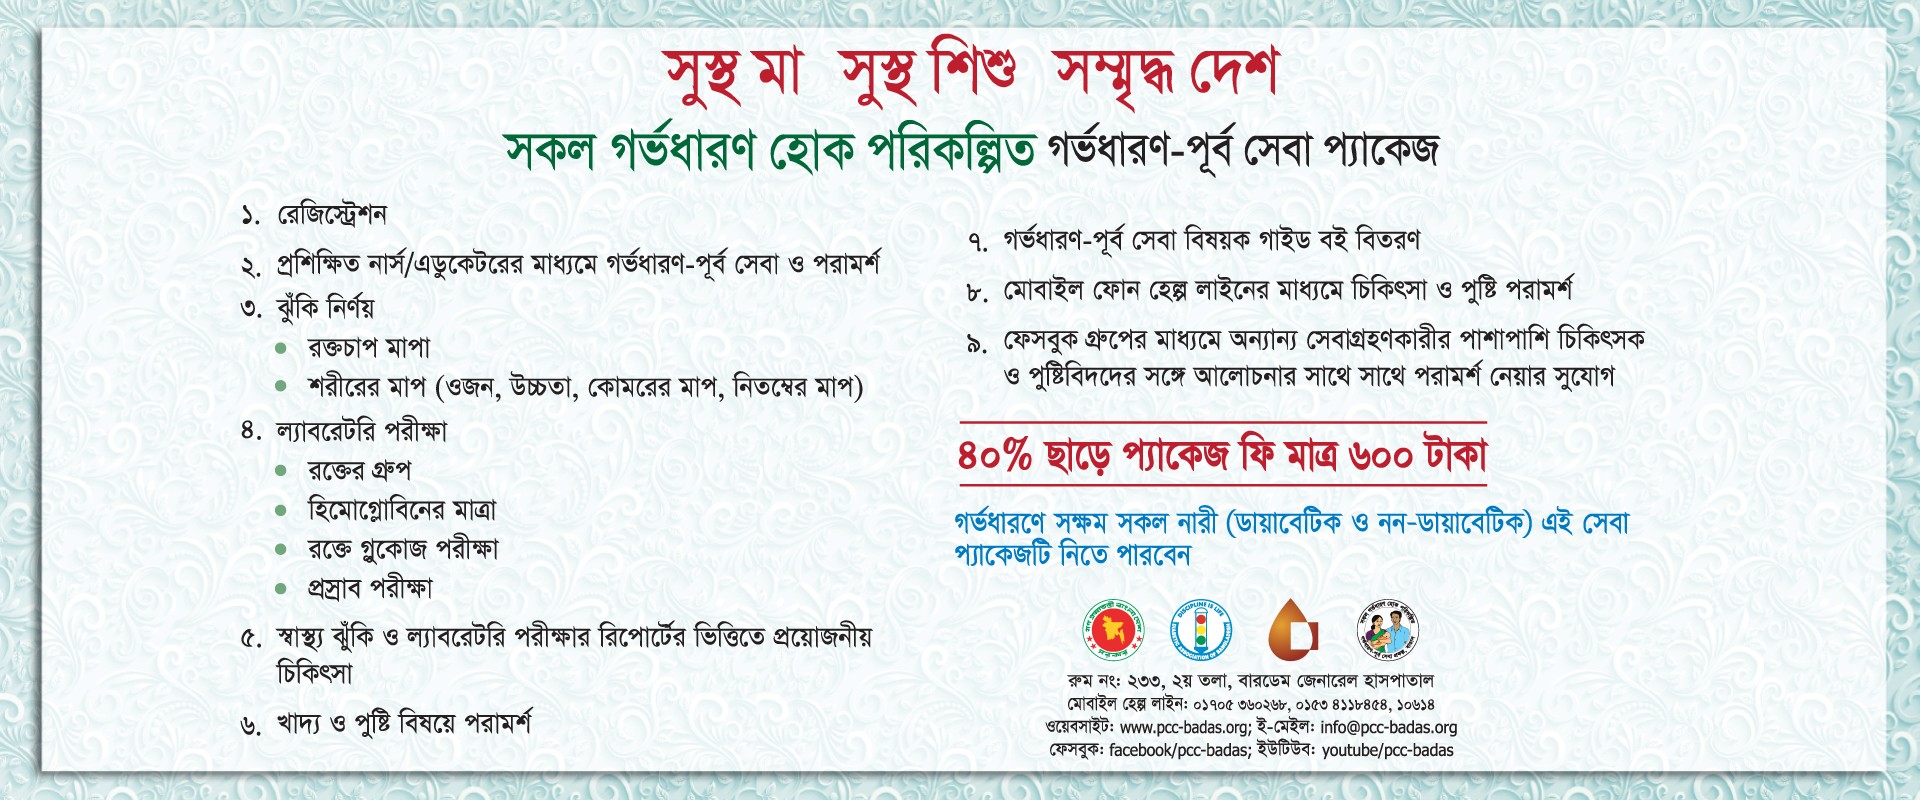 সুস্থ মা সুস্থ শিশু সম্মৃদ্ধ দেশ
সকল গর্ভধারণ হোক পরিকল্পিত গর্ভধারণ-পূর্ব সেবা প্যাকেজ
১. রেজিস্ট্রেশন
২. প্রশিক্ষিত নার্স/এডুকেটরের মাধ্যমে গর্ভধারণ-পূর্ব সেবা ও পরামর্শ
৩. ঝুঁকি নির্ণয়
• রক্তচাপ মাপা
• শরীরের মাপ (ওজন, উচ্চতা, কোমরের মাপ, নিতম্বের মাপ)
৪. ল্যাবরেটরি পরীক্ষা
• রক্তের গ্রুপ
• হিমোগ্লোবিনের মাত্রা
• রক্তে গ্লুকোজ পরীক্ষা
• প্রস্রাব পরীক্ষা
৫. স্বাস্থ্য ঝুঁকি ও ল্যাবরেটরি পরীক্ষার রিপোর্টের ভিত্তিতে প্রয়োজনীয়
চিকিৎসা
৬. খাদ্য ও পুষ্টি বিষয়ে পরামর্শ
৭. গর্ভধারণ-পূর্ব সেবা বিষয়ক গাইড বই বিতরণ
৮. মোবাইল ফোন হেল্প লাইনের মাধ্যমে চিকিৎসা ও পুষ্টি পরামর্শ
৯. ফেসবুক গ্রুপের মাধ্যমে অন্যান্য সেবাগ্রহণকারীর পাশাপাশি চিকিৎসক
ও পুষ্টিবিদদের সঙ্গে আলোচনার সাথে সাথে পরামর্শ নেয়ার সুযোগ
৪০% ছাড়ে প্যাকেজ ফি মাত্র ৬০০ টাকা
গর্ভধারণে সক্ষম সকল নারী (ডায়াবেটিক ও নন-ডায়াবেটিক) এই সেবা
প্যাকেজটি নিতে পারবেন
DISCIPLINE IS LIFE
রুম নং: ২৩৩, ২য় তলা, বারডেম জেনারেল হাসপাতাল
মোবাইল হেল্প লাইন: ০১৭০৫ ৩৬০২৬৮, ০১৫৩ ৪১১৮৪৫৪, ১০৬১৪
ওয়েবসাইট: www.pcc-badas.org; ই-মেইল: info@pcc-badas.org
ফেসবুক: facebook/pcc-badas; ইউটিউব: youtube/pcc-badas